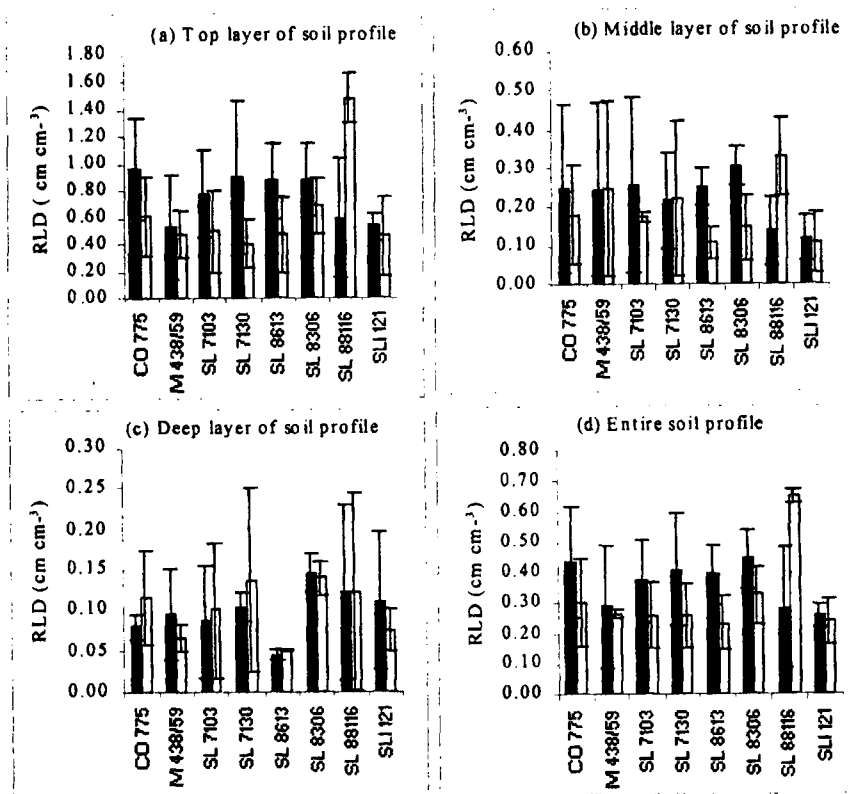 (a) Top layer of soil profile
RLD ( cm cm-³)
1.80
1.60
1.40
1.20
1.00
0.80
0.60
0.40
0.20
0.00
CO 775
M 438/59
SL 7103
SL 7130
SL 8613
SL 8306
SL 88116
SLI 121
(b) Middle layer of soil profile
RLD ( cm cm-³)
0.60
0.50
0.40
0.30
0.20
0.10
0.00
CO 775
M 438/59
SL 7103
SL 7130
SL 8613
SL 8306
SL 88116
SLI 121
(c) Deep layer of soil profile
RLD (cm cm-³)
0.30
0.25
0.20
0.15
0.10
0.05
0.00
CO 775
M 438/59
SL 7103
SL 7130
SL 8613
SL 8306
SL 88116
SLI 121
(d) Entire soil profile
RLD (cm cm-³)
0.80
0.70
0.60
0.50
0.40
0.30
0.20
0.10
0.00
CO 775
M 438/59
SL 7103
SL 7130
SL 8613
SL 8306
SL 88116
SLI 121